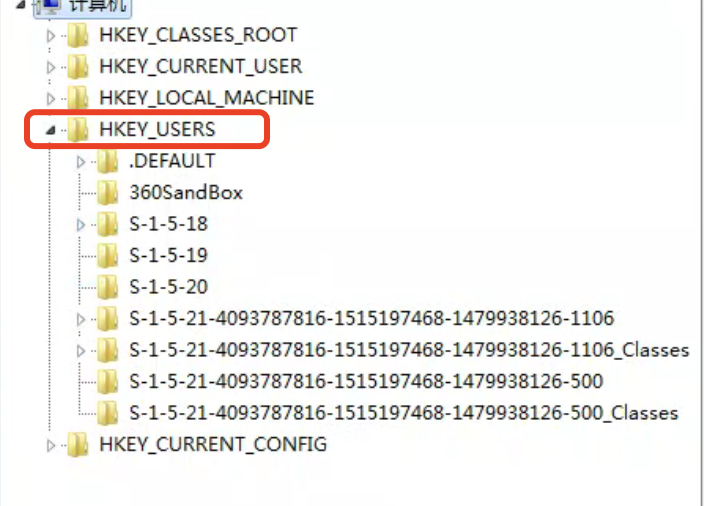 计算机
HKEY_CLASSES_ROOT
HKEY_CURRENT_USER
HKEY_LOCAL_MACHINE
HKEY_USERS
.DEFAULT
360SandBox
S-1-5-18
S-1-5-19
S-1-5-20
S-1-5-21-4093787816-1515197468-1479938126-1106
S-1-5-21-4093787816-1515197468-1479938126-1106_Classes
S-1-5-21-4093787816-1515197468-1479938126-500
S-1-5-21-4093787816-1515197468-1479938126-500_Classes
HKEY_CURRENT_CONFIG